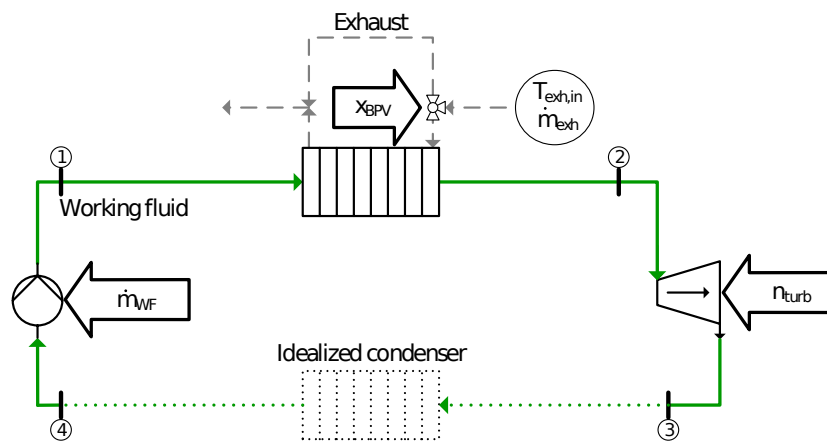 Exhaust
x_BPV
T_exh,in
ṁ_exh
1
2
Working fluid
ṁ_WF
n_turb
Idealized condenser
4
3